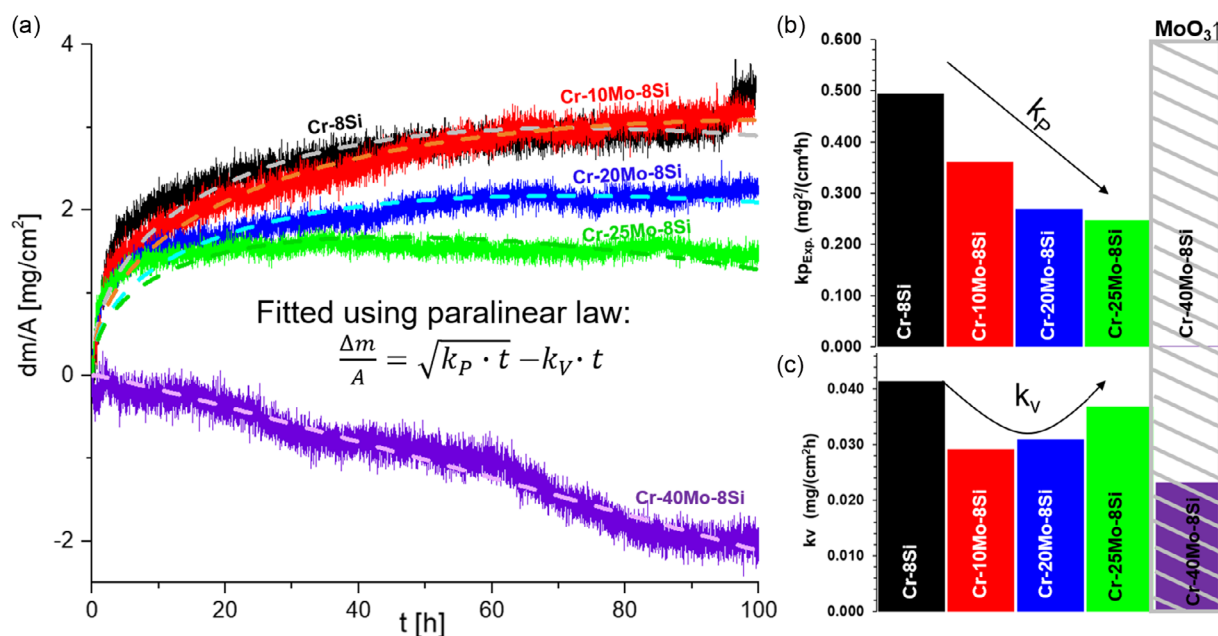 (a)
dm/A [mg/cm²]
4
2
0
-2
Cr-8Si
Cr-10Mo-8Si
Cr-20Mo-8Si
Cr-25Mo-8Si
Fitted using paralinear law:
Δm/A = √(k_P · t) − k_V · t
Cr-40Mo-8Si
0 20 40 60 80 100
t [h]
(b)
MoO₃↑
kp_Exp. (mg²/(cm⁴h)
0.600
0.500
0.400
0.300
0.200
0.100
0.000
k_P
Cr-8Si
Cr-10Mo-8Si
Cr-20Mo-8Si
Cr-25Mo-8Si
Cr-40Mo-8Si
(c)
kv (mg/(cm²h)
0.040
0.030
0.020
0.010
0.000
k_V
Cr-8Si
Cr-10Mo-8Si
Cr-20Mo-8Si
Cr-25Mo-8Si
Cr-40Mo-8Si